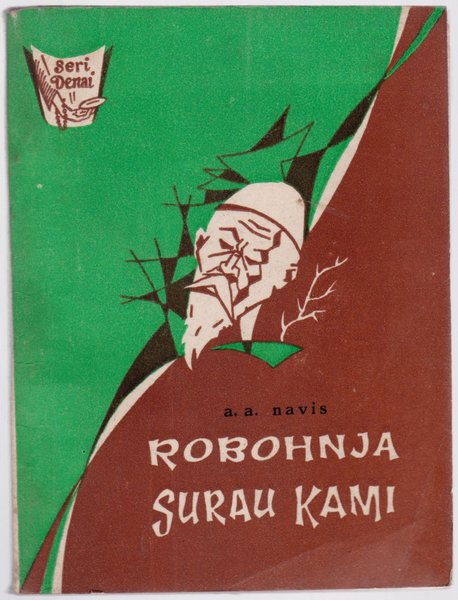 Seri
Denai
a. a. navis
ROBOHNJA
SURAU KAMI